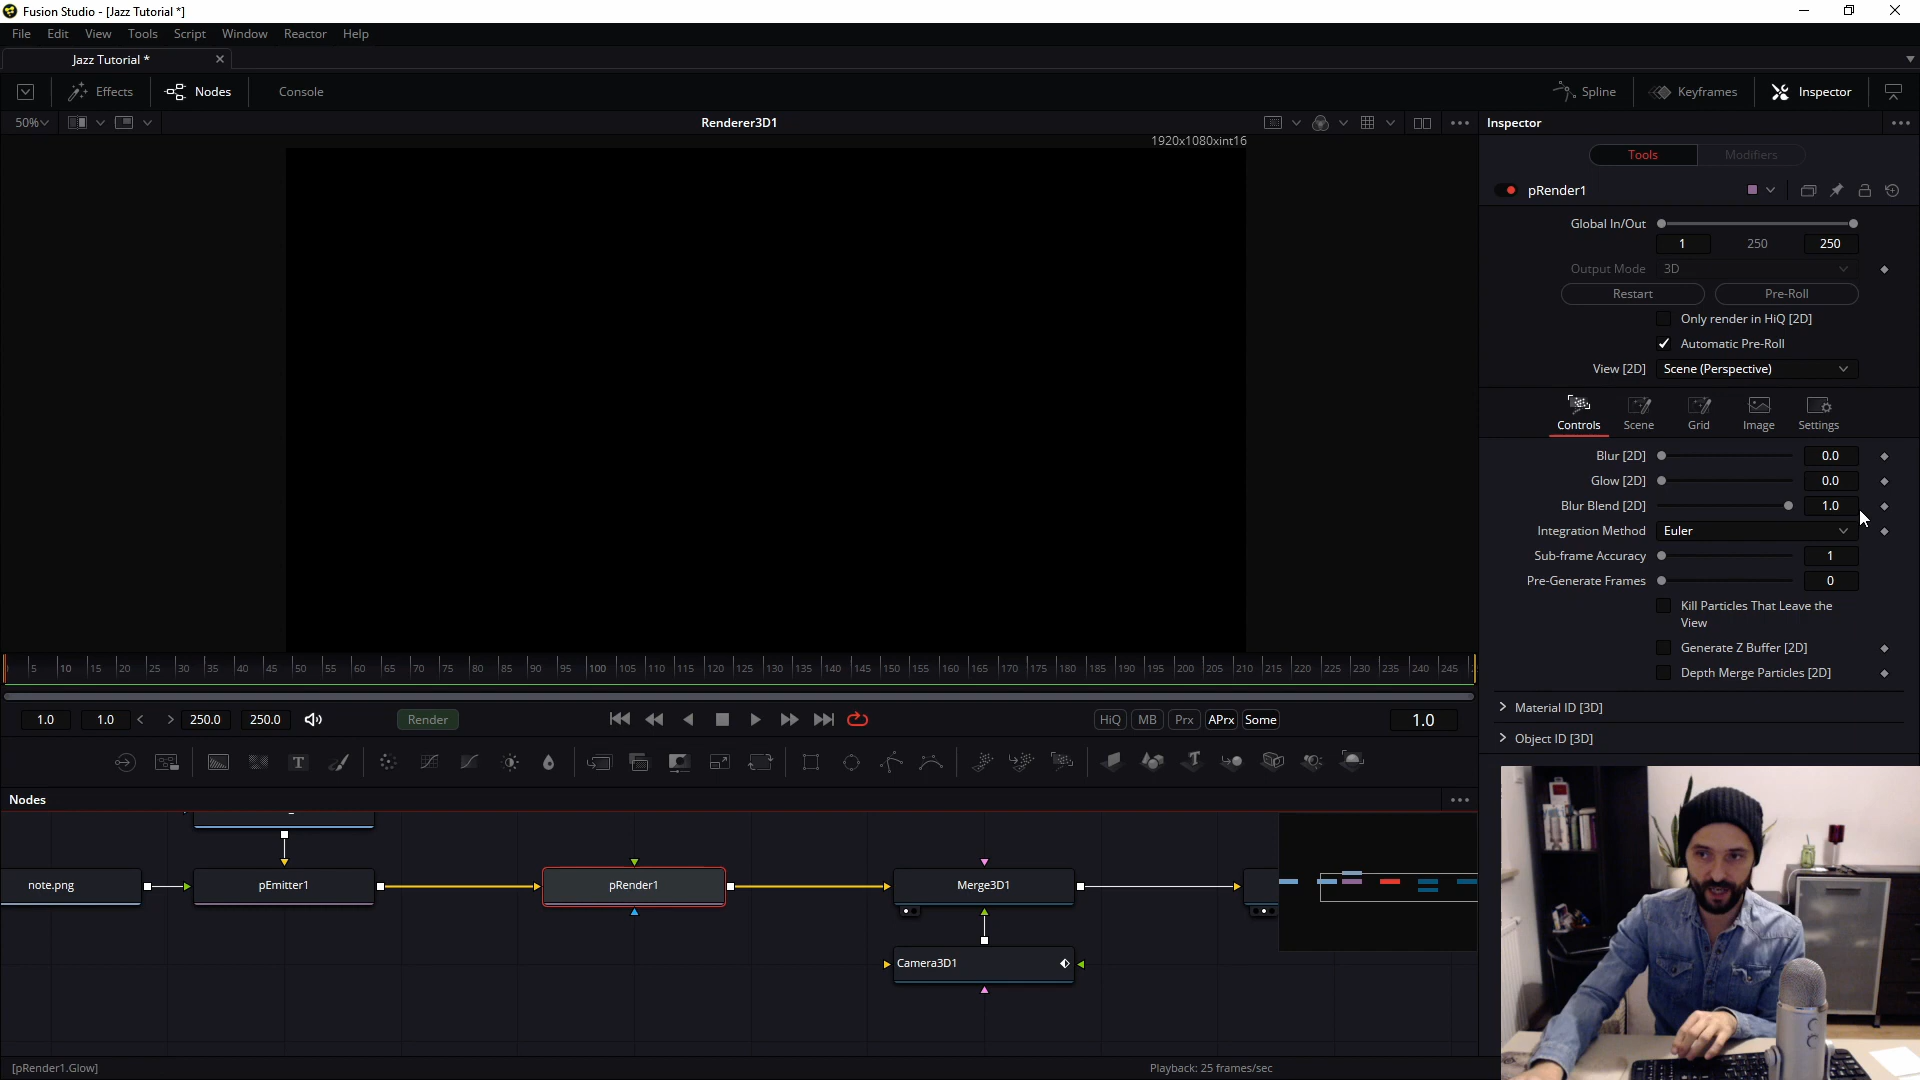 Fusion Studio - [Jazz Tutorial *]
File Edit View Tools Script Window Reactor Help
Jazz Tutorial *
Effects Nodes Console Spline Keyframes Inspector
50% Renderer3D1 Inspector
1920x1080xint16
Tools Modifiers
pRender1
Global In/Out
1 250 250
Output Mode 3D
Restart Pre-Roll
Only render in HiQ [2D]
Automatic Pre-Roll
View [2D] Scene (Perspective)
Controls Scene Grid Image Settings
Blur [2D] 0.0
Glow [2D] 0.0
Blur Blend [2D] 1.0
Integration Method Euler
Sub-frame Accuracy 1
Pre-Generate Frames 0
Kill Particles That Leave the
View
Generate Z Buffer [2D]
Depth Merge Particles [2D]
Material ID [3D]
Object ID [3D]
5 10 15 20 25 30 35 40 45 50 55 60 65 70 75 80 85 90 95 100 105 110 115 120 125 130 135 140 145 150 155 160 165 170 175 180 185 190 195 200 205 210 215 220 225 230 235 240 245
1.0 1.0 250.0 250.0 Render HiQ MB Prx APrx Some 1.0
Nodes
note.png pEmitter1 pRender1 Merge3D1
Camera3D1
[pRender1.Glow] Playback: 25 frames/sec